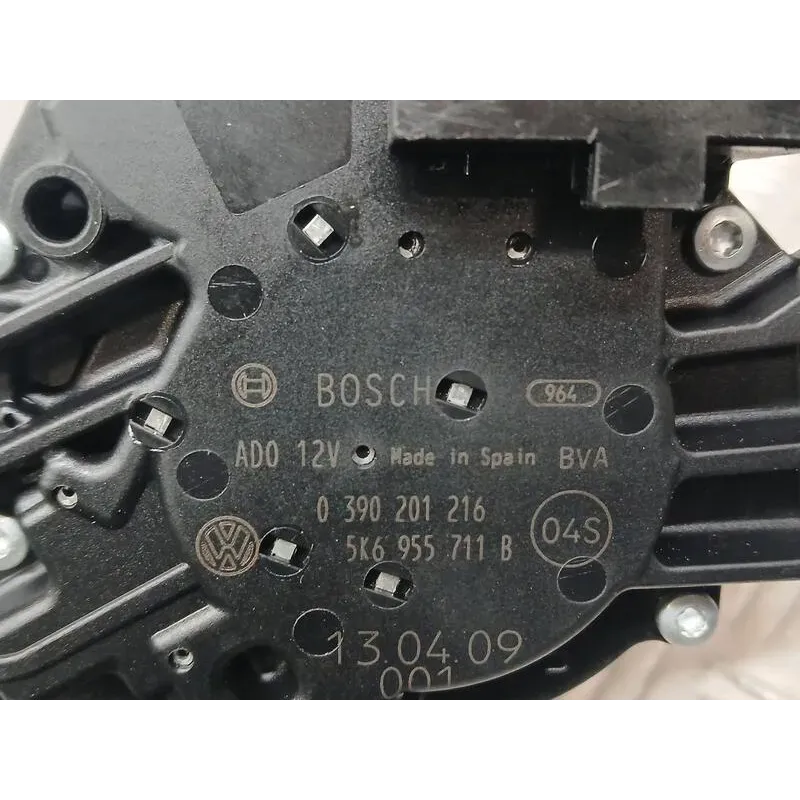 BOSCH 964
ADO 12V Made in Spain BVA
0 390 201 216
5K6 955 711 B 04S
13.04.09
001